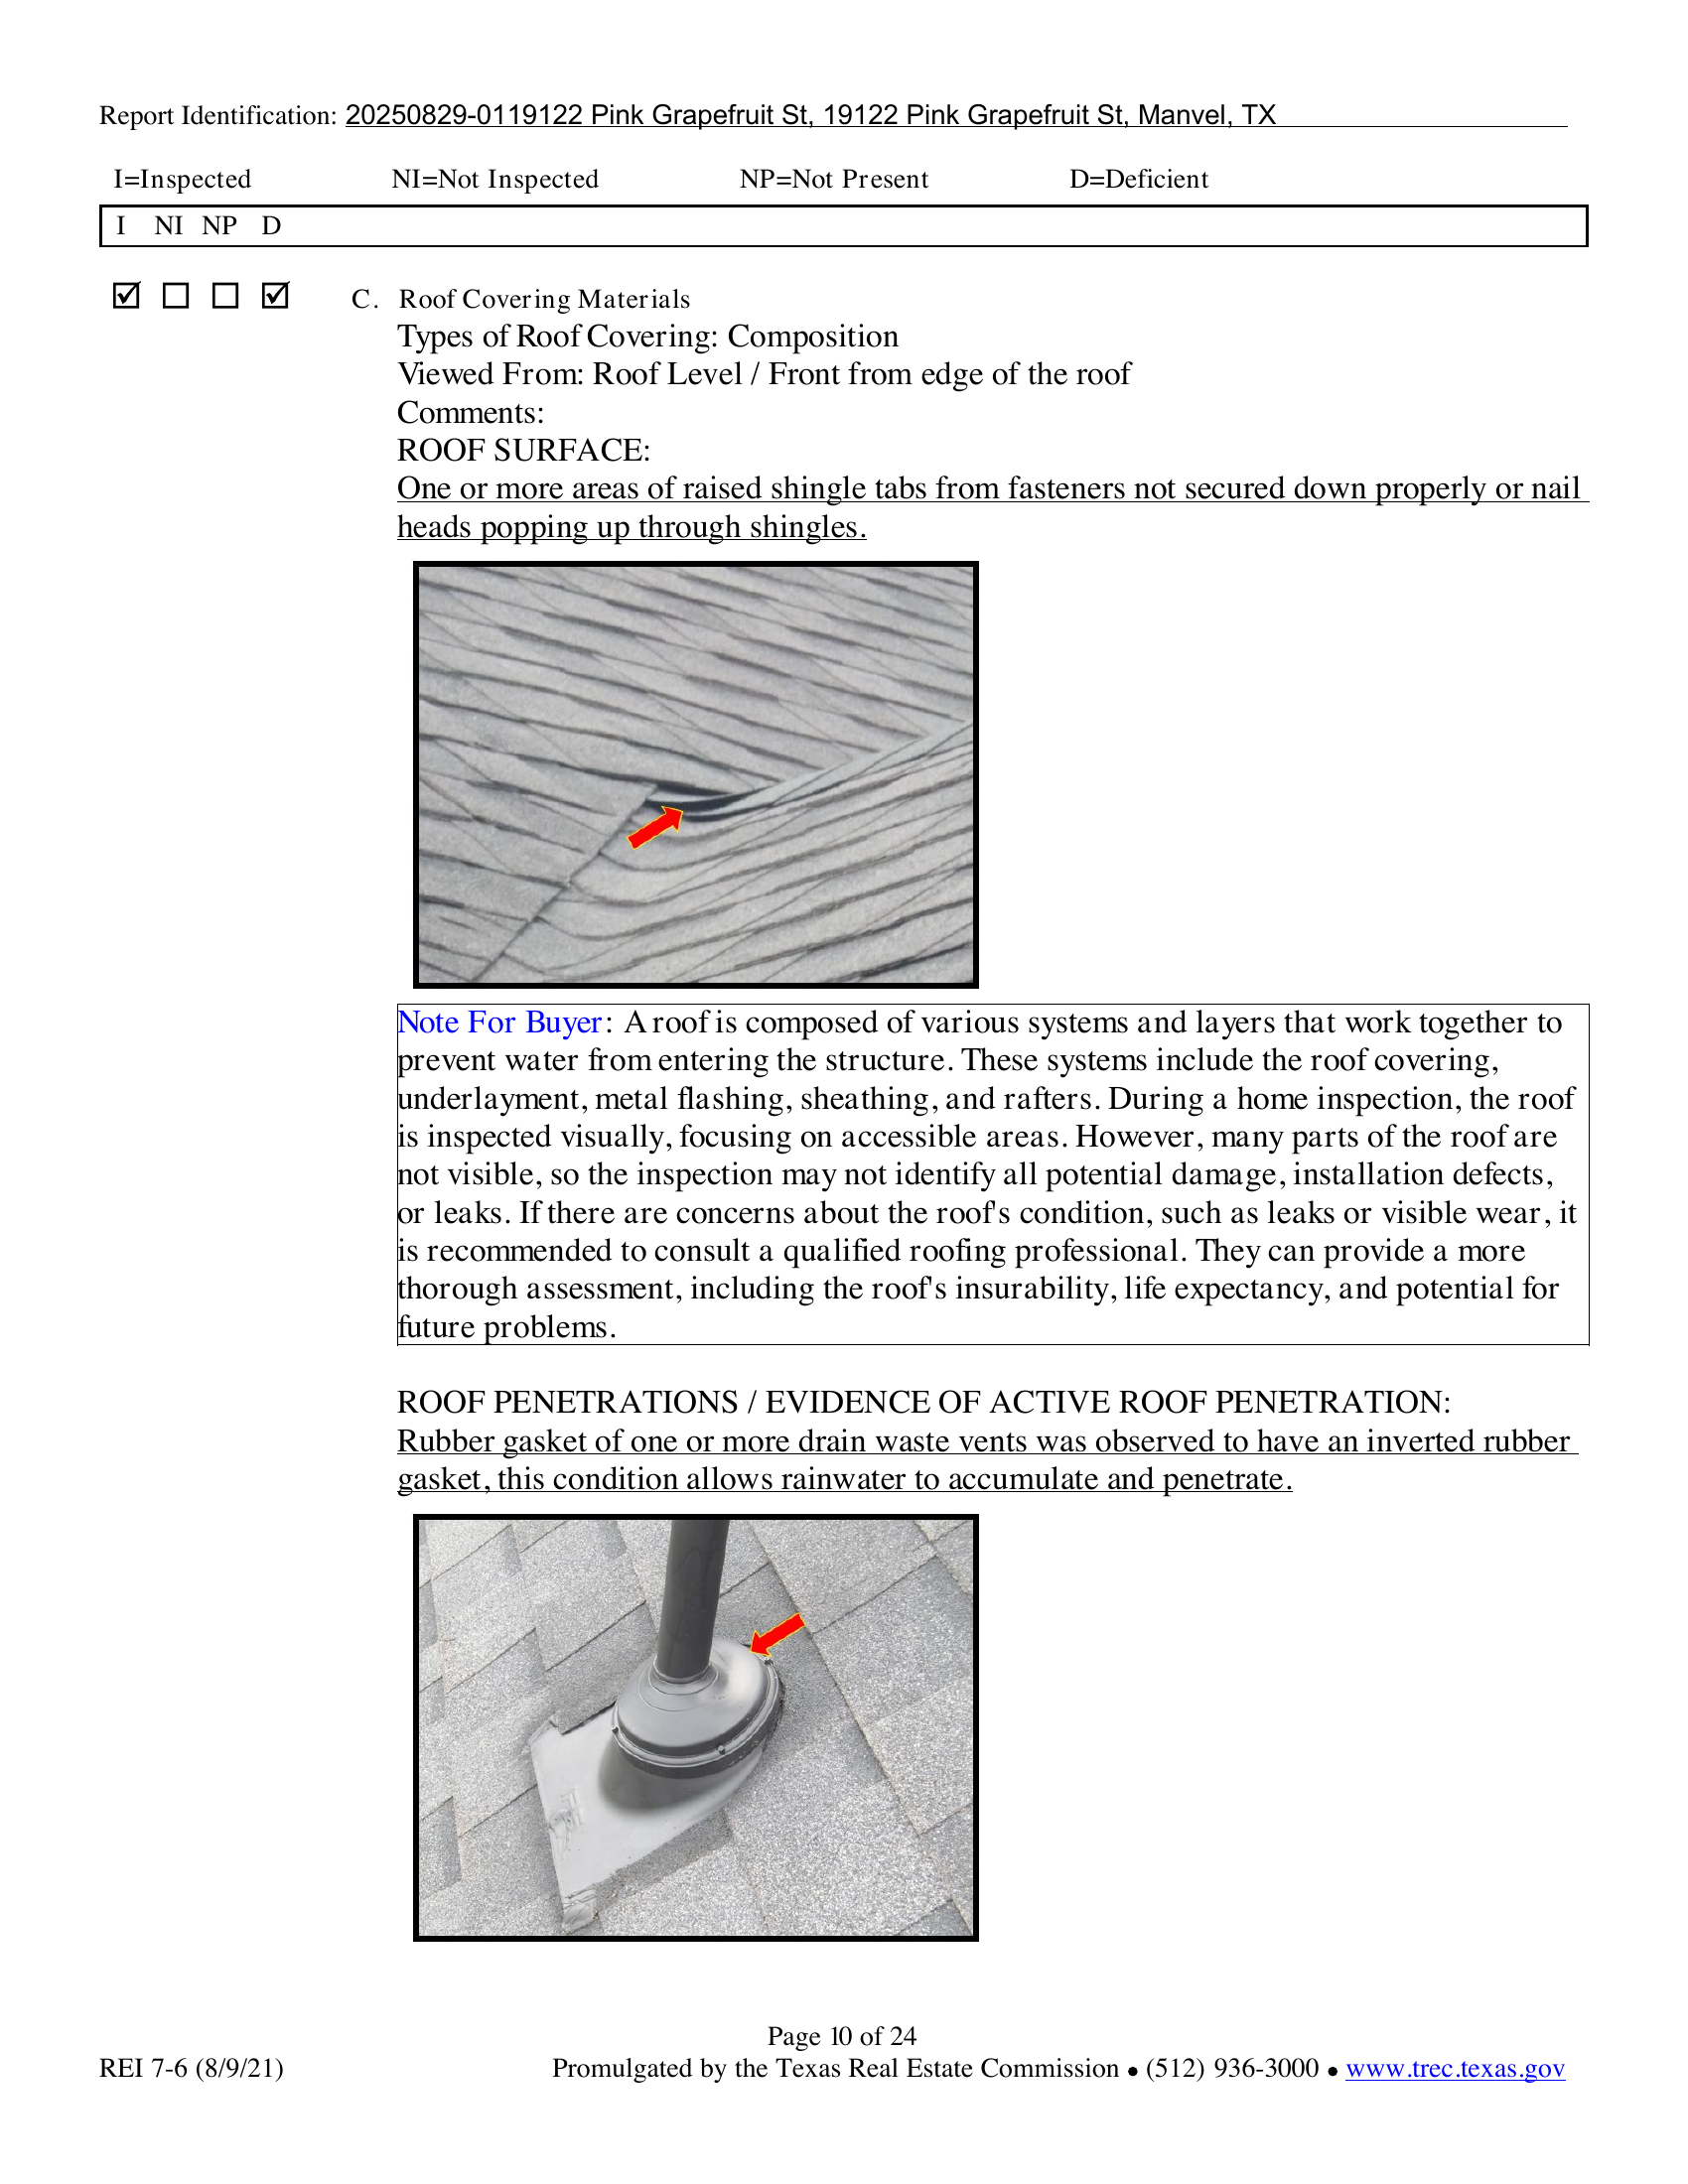 Report Identification: 20250829-0119122 Pink Grapefruit St, 19122 Pink Grapefruit St, Manvel, TX
I=Inspected NI=Not Inspected NP=Not Present D=Deficient
I NI NP D
C. Roof Covering Materials
Types of Roof Covering: Composition
Viewed From: Roof Level / Front from edge of the roof
Comments:
ROOF SURFACE:
One or more areas of raised shingle tabs from fasteners not secured down properly or nail
heads popping up through shingles.
Note For Buyer: A roof is composed of various systems and layers that work together to
prevent water from entering the structure. These systems include the roof covering,
underlayment, metal flashing, sheathing, and rafters. During a home inspection, the roof
is inspected visually, focusing on accessible areas. However, many parts of the roof are
not visible, so the inspection may not identify all potential damage, installation defects,
or leaks. If there are concerns about the roof's condition, such as leaks or visible wear, it
is recommended to consult a qualified roofing professional. They can provide a more
thorough assessment, including the roof's insurability, life expectancy, and potential for
future problems.
ROOF PENETRATIONS / EVIDENCE OF ACTIVE ROOF PENETRATION:
Rubber gasket of one or more drain waste vents was observed to have an inverted rubber
gasket, this condition allows rainwater to accumulate and penetrate.
Page 10 of 24
REI 7-6 (8/9/21) Promulgated by the Texas Real Estate Commission • (512) 936-3000 • www.trec.texas.gov